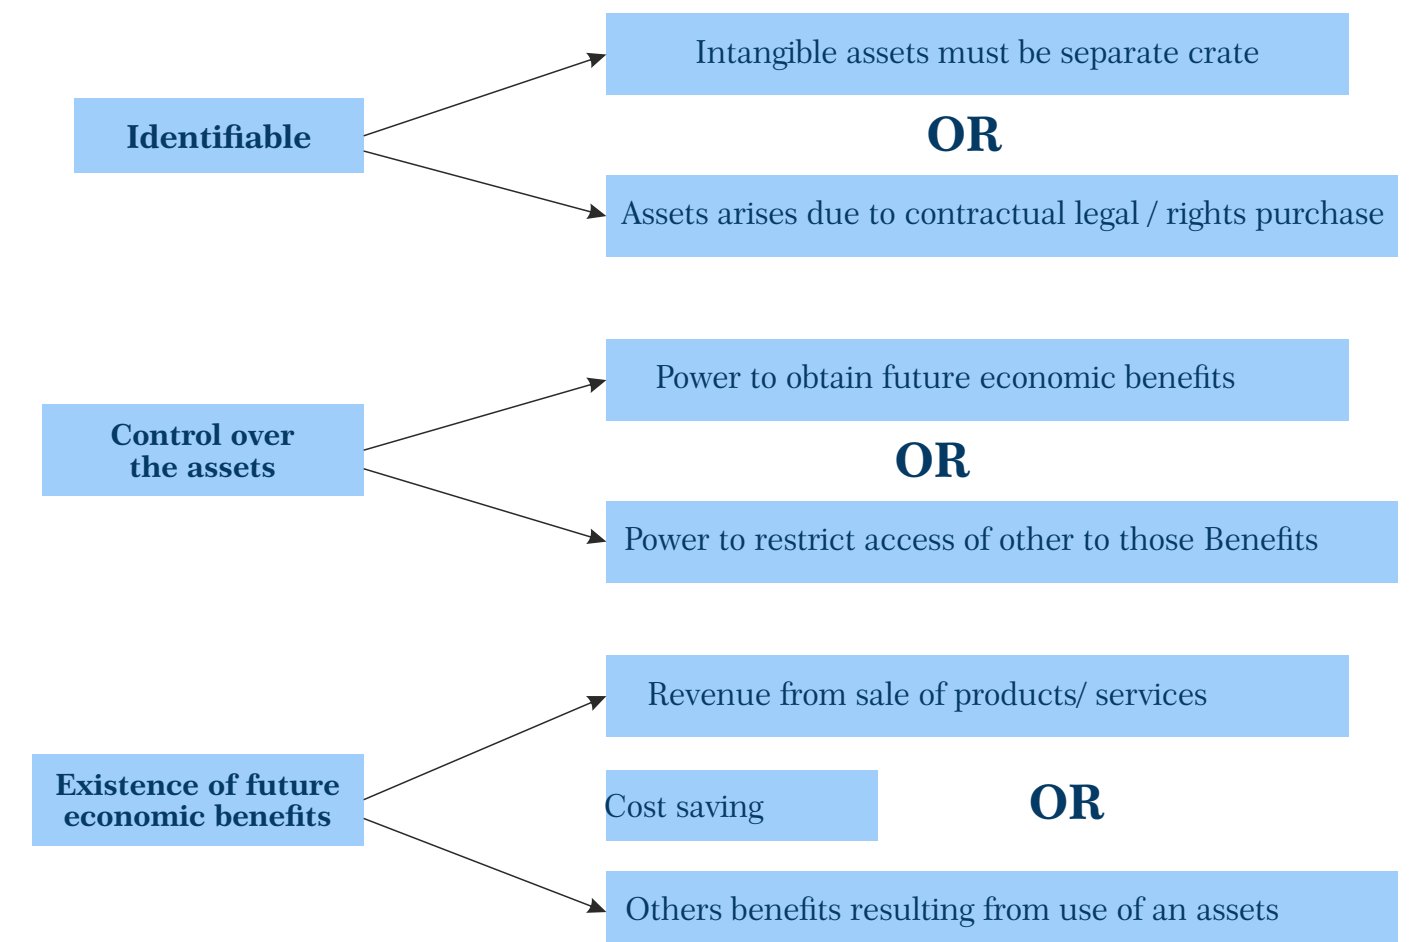 Intangible assets must be separate crate
Identifiable
OR
Assets arises due to contractual legal / rights purchase
Power to obtain future economic benefits
Control over
the assets
OR
Power to restrict access of other to those Benefits
Revenue from sale of products/ services
Existence of future
economic benefits
Cost saving
OR
Others benefits resulting from use of an assets